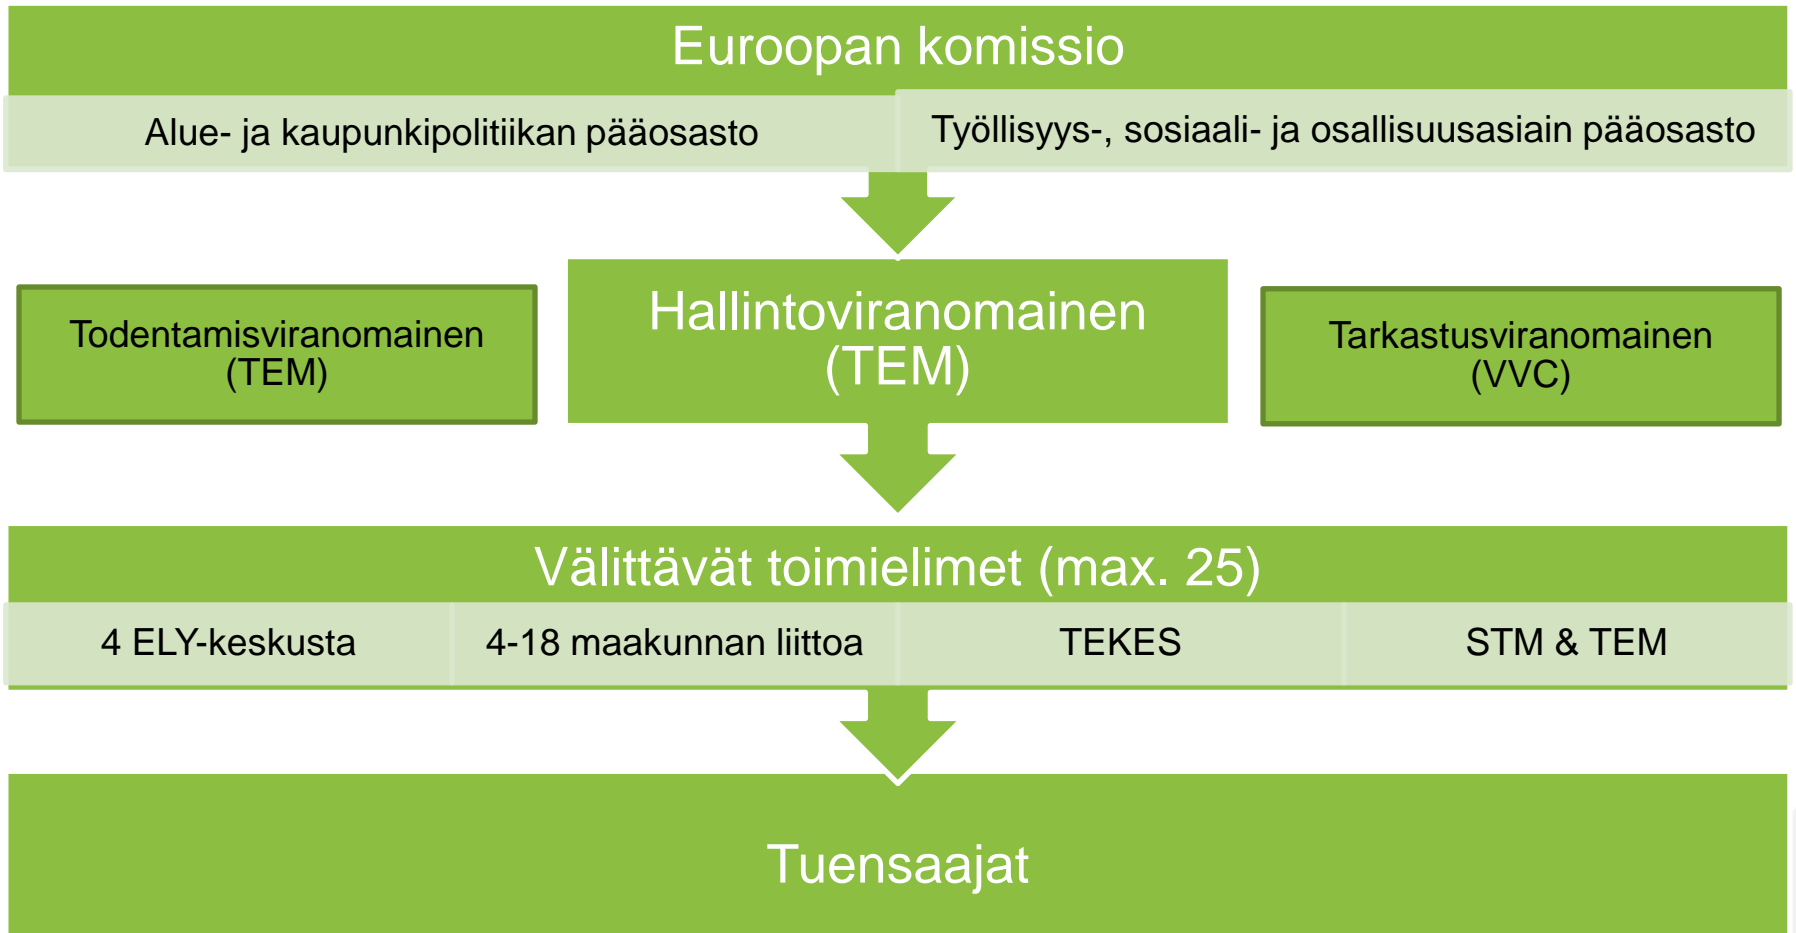 Euroopan komissio
Alue- ja kaupunkipolitiikan pääosasto
Työllisyys-, sosiaali- ja osallisuusasiain pääosasto
Todentamisviranomainen
(TEM)
Hallintoviranomainen
(TEM)
Tarkastusviranomainen
(VVC)
Välittävät toimielimet (max. 25)
4 ELY-keskusta
4-18 maakunnan liittoa
TEKES
STM & TEM
Tuensaajat